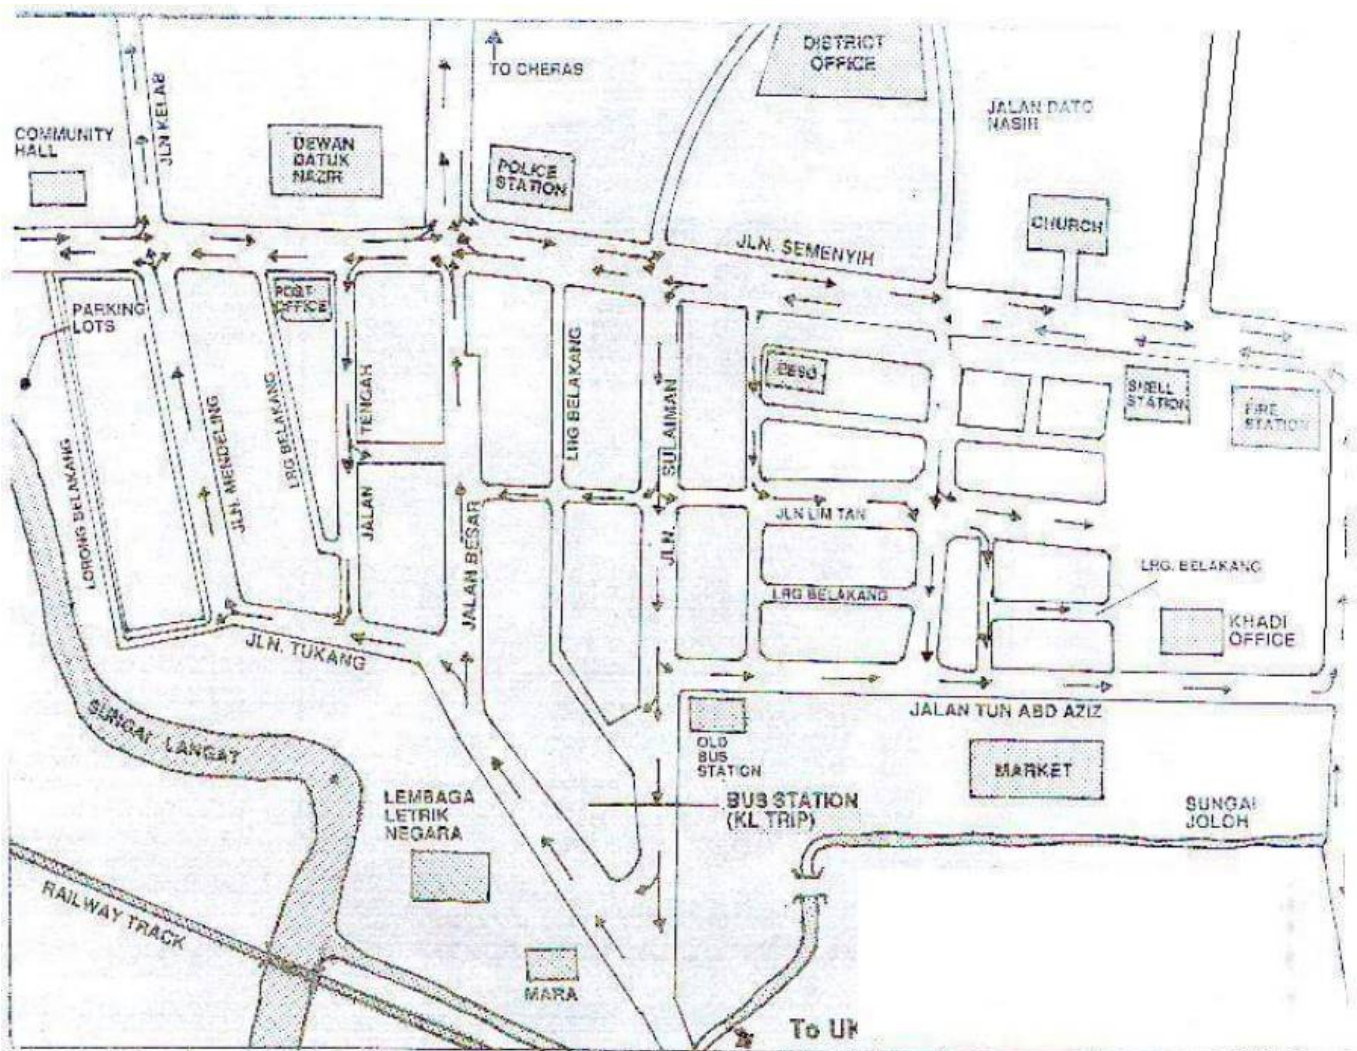 TO CHERAS
DISTRICT
OFFICE
JALAN DATO
NASIR
JLN KELAB
COMMUNITY
HALL
DEWAN
DATUK
NAZIR
POLICE
STATION
CHURCH
JLN. SEMENYIH
PARKING
LOTS
POST
OFFICE
LORONG BELAKANG
JLN. MENDELING
LRG BELAKANG
JALAN
TENGAH
JALAN BESAR
LRG BELAKANG
JLN.
SULAIMAN
SHELL
STATION
FIRE
STATION
JLN LIM TAN
LRG BELAKANG
LRG. BELAKANG
KHADI
OFFICE
JLN. TUKANG
JALAN TUN ABD AZIZ
SUNGAI LANGAT
OLD
BUS
STATION
MARKET
LEMBAGA
LETRIK
NEGARA
BUS STATION
(KL TRIP)
SUNGAI
JOLOH
RAILWAY TRACK
MARA
To